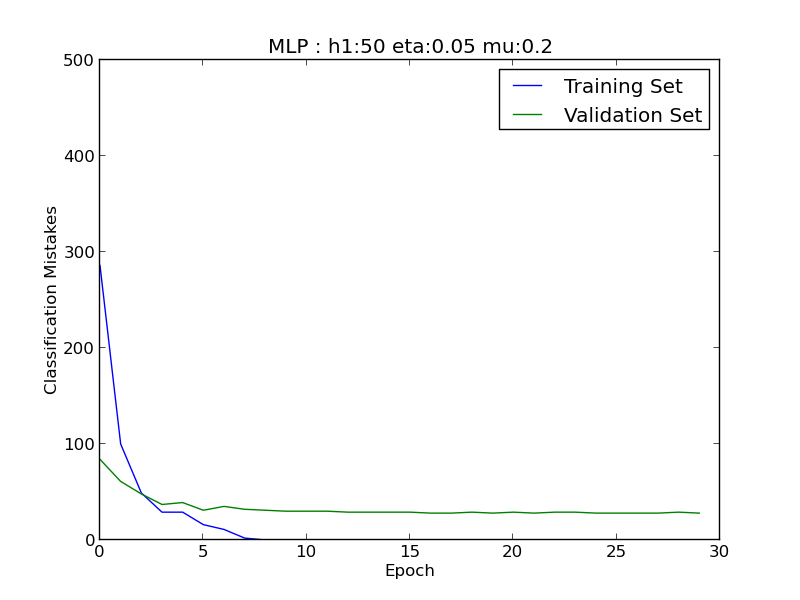 MLP : h1:50 eta:0.05 mu:0.2
Training Set
Validation Set
500
400
300
200
100
0
Classification Mistakes
0 5 10 15 20 25 30
Epoch